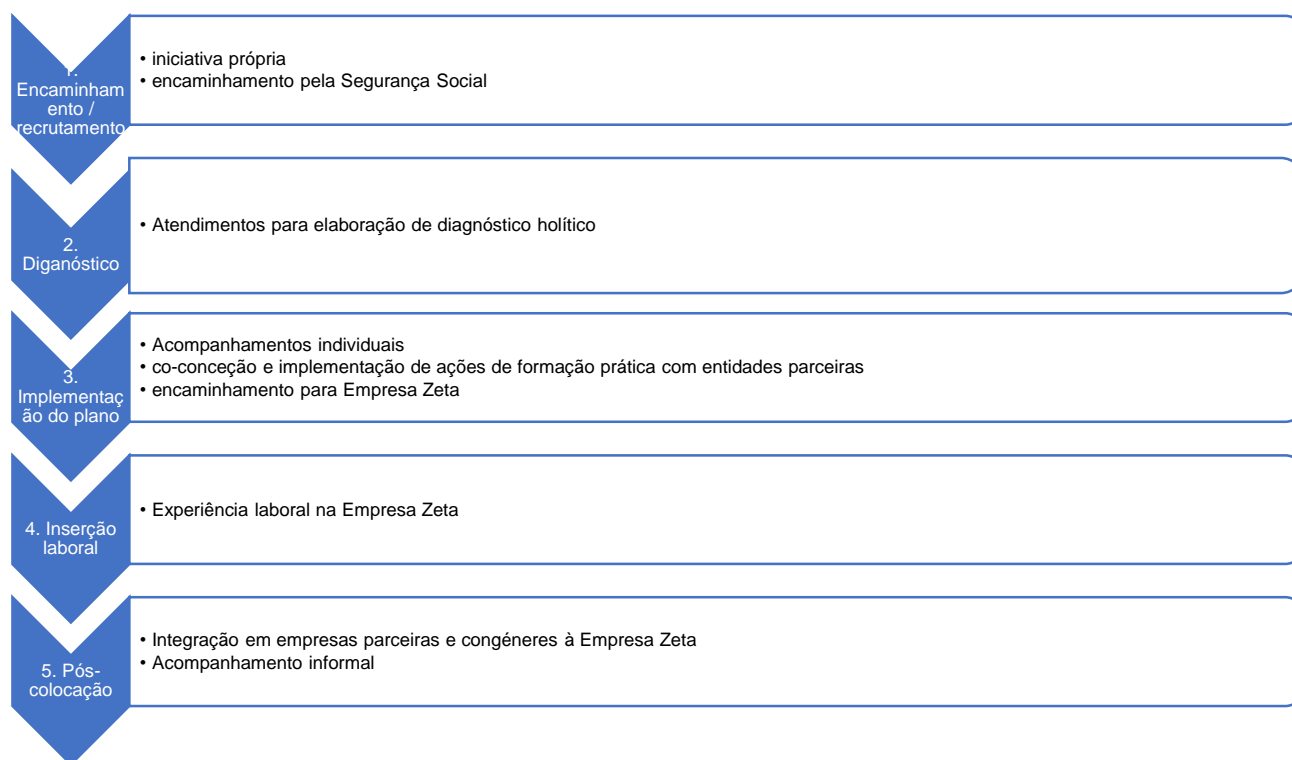 1.
Encaminham
ento /
recrutamento
• iniciativa própria
• encaminhamento pela Segurança Social
2.
Diganóstico
• Atendimentos para elaboração de diagnóstico holítico
3.
Implementaç
ão do plano
• Acompanhamentos individuais
• co-conceção e implementação de ações de formação prática com entidades parceiras
• encaminhamento para Empresa Zeta
4. Inserção
laboral
• Experiência laboral na Empresa Zeta
5. Pós-
colocação
• Integração em empresas parceiras e congéneres à Empresa Zeta
• Acompanhamento informal